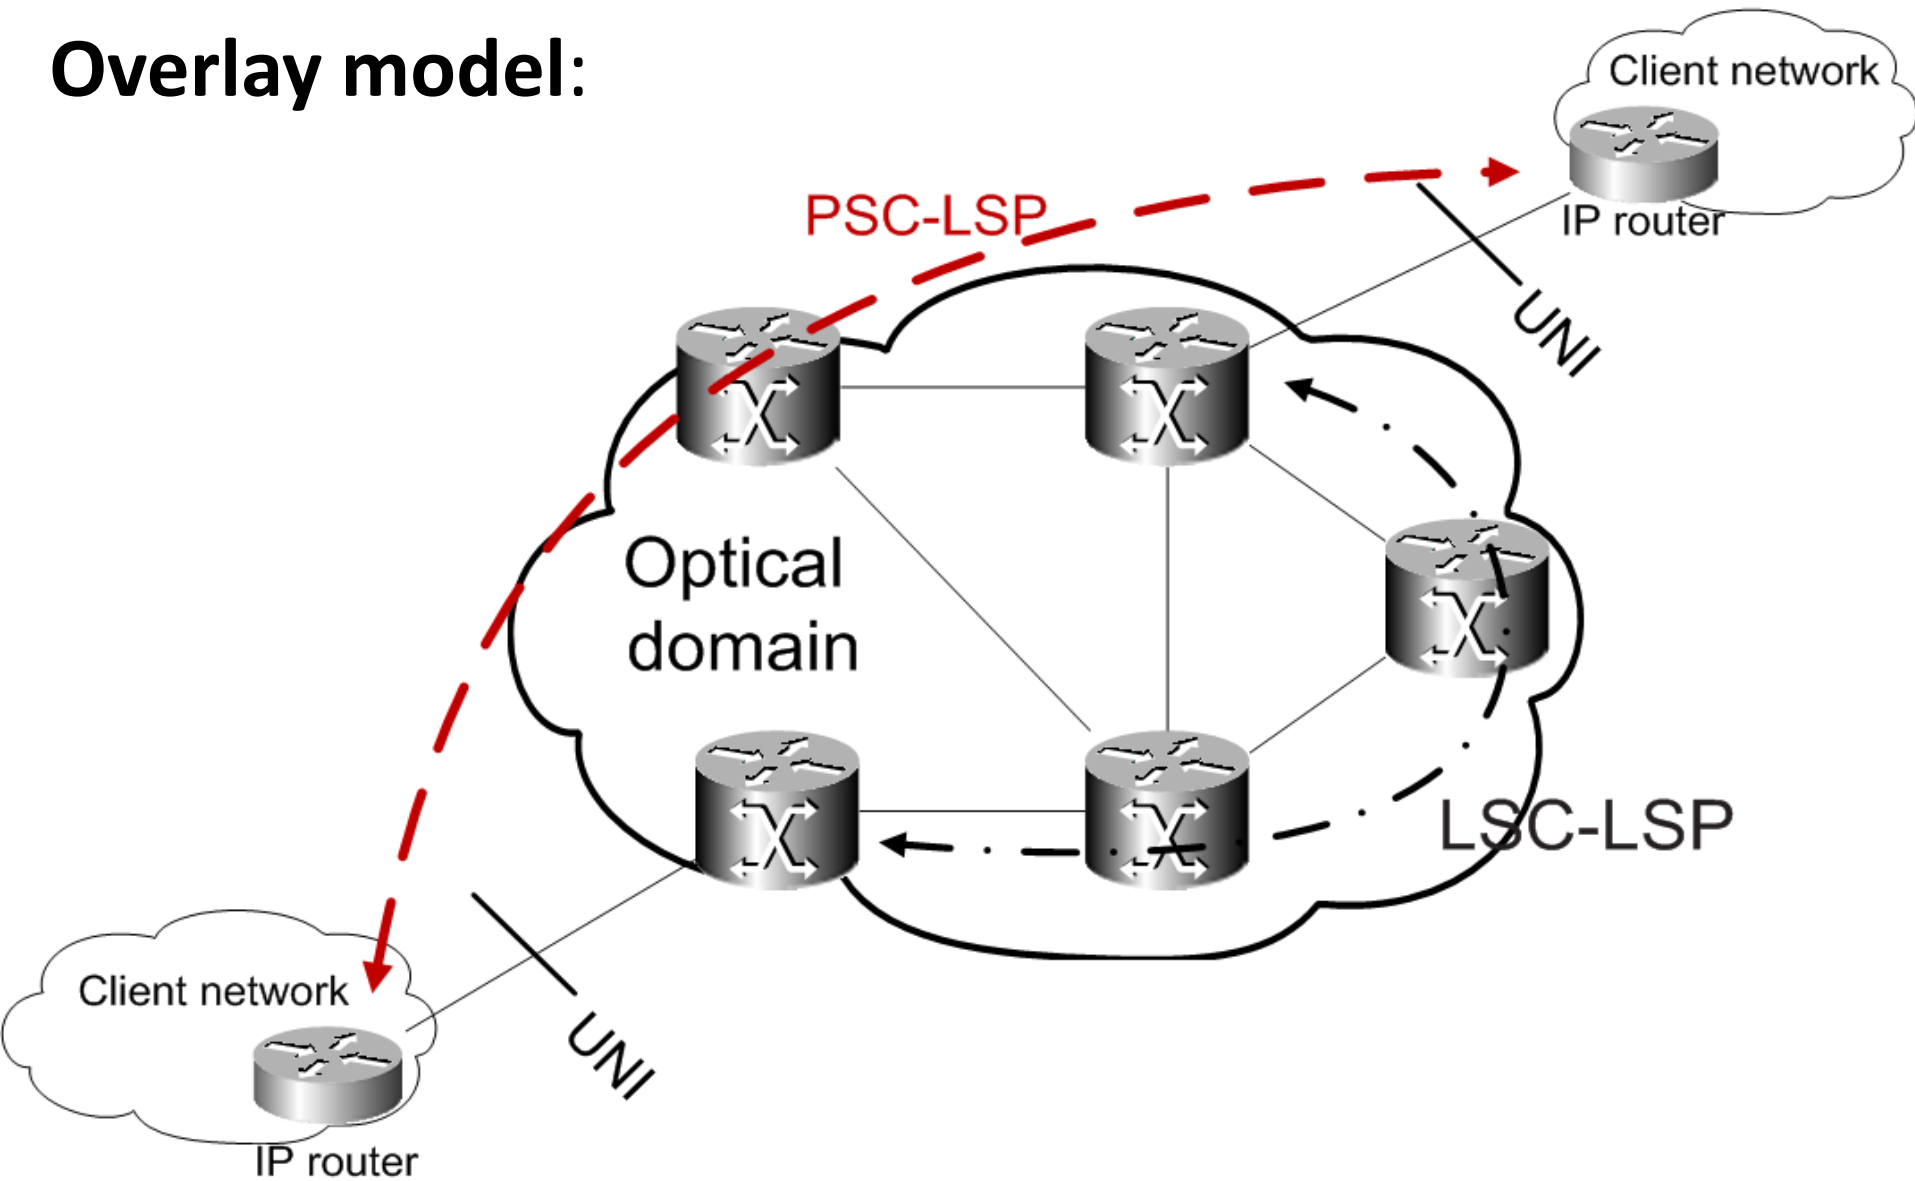 Overlay model:
Client network
IP router
PSC-LSP
UNI
Optical
domain
LSC-LSP
Client network
UNI
IP router